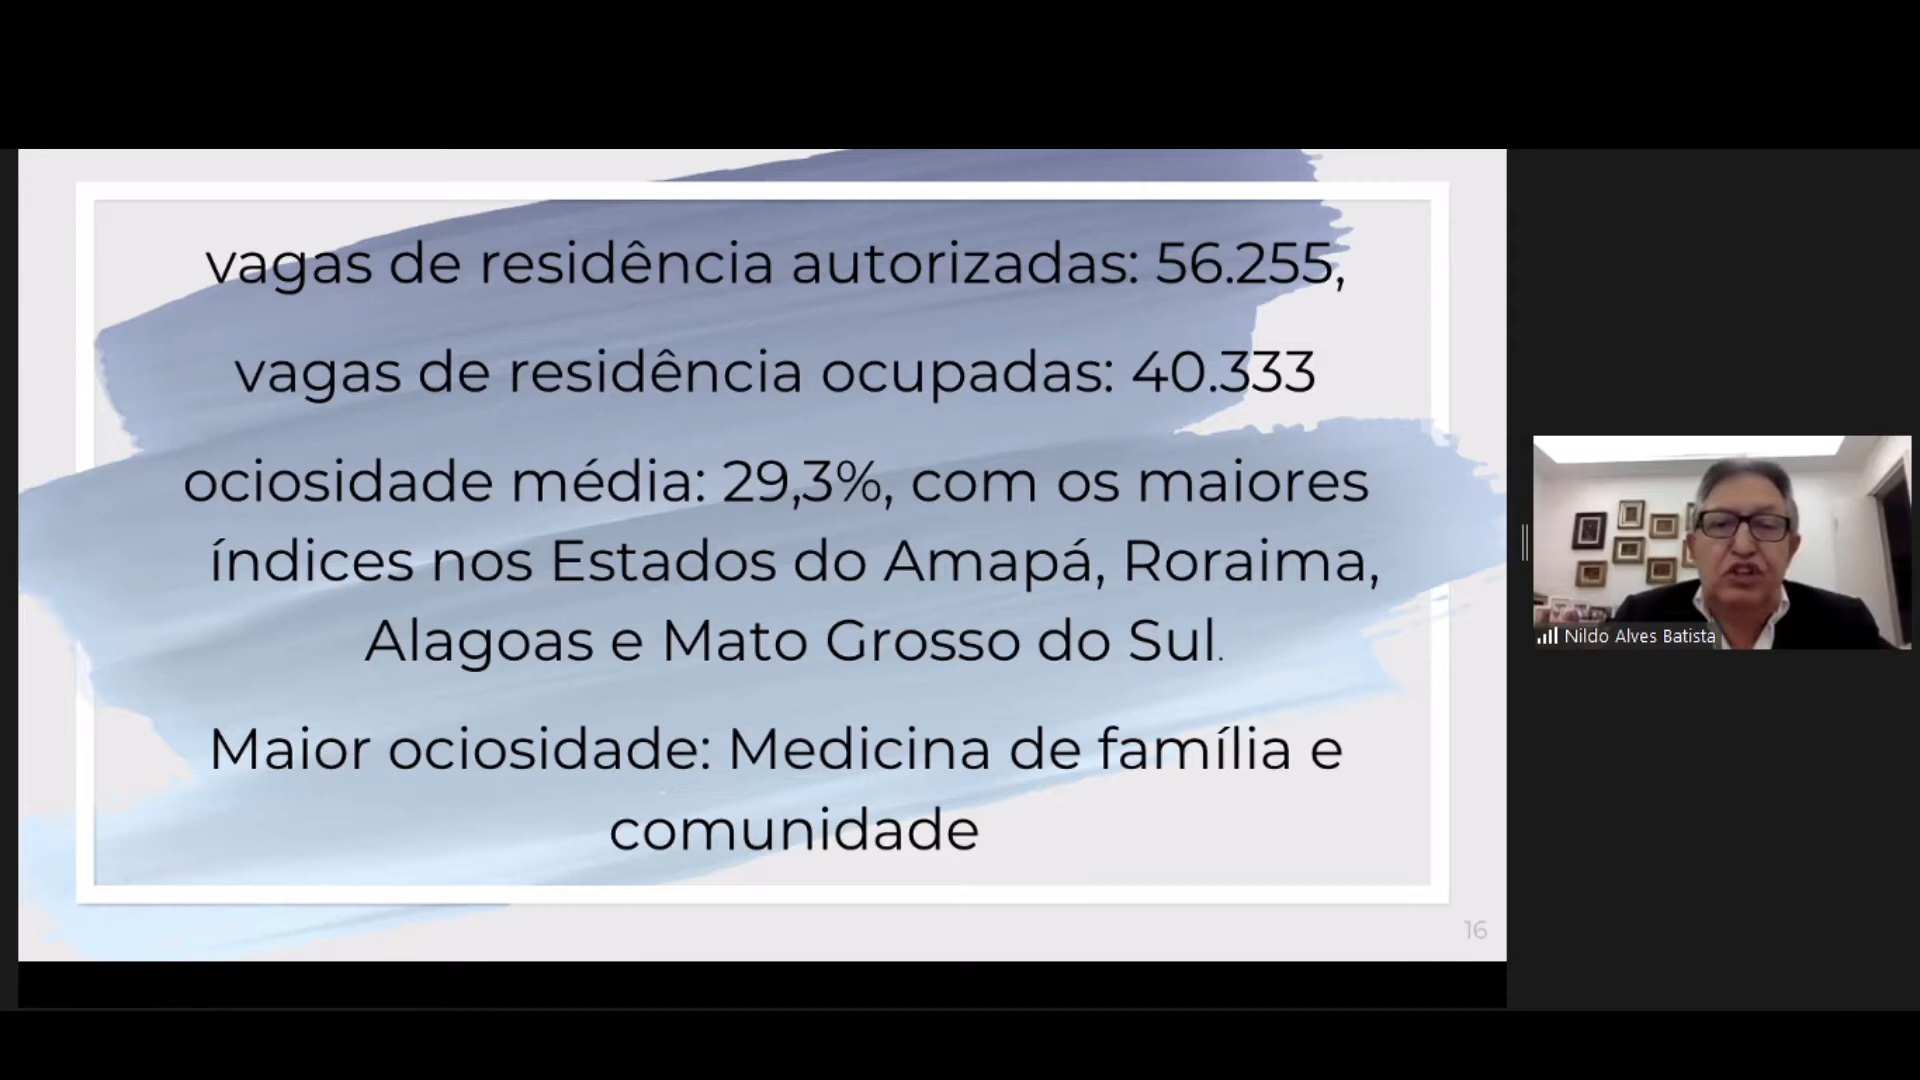 vagas de residência autorizadas: 56.255,
vagas de residência ocupadas: 40.333
ociosidade média: 29,3%, com os maiores
índices nos Estados do Amapá, Roraima,
Alagoas e Mato Grosso do Sul.
Maior ociosidade: Medicina de família e
comunidade
16
Nildo Alves Batista